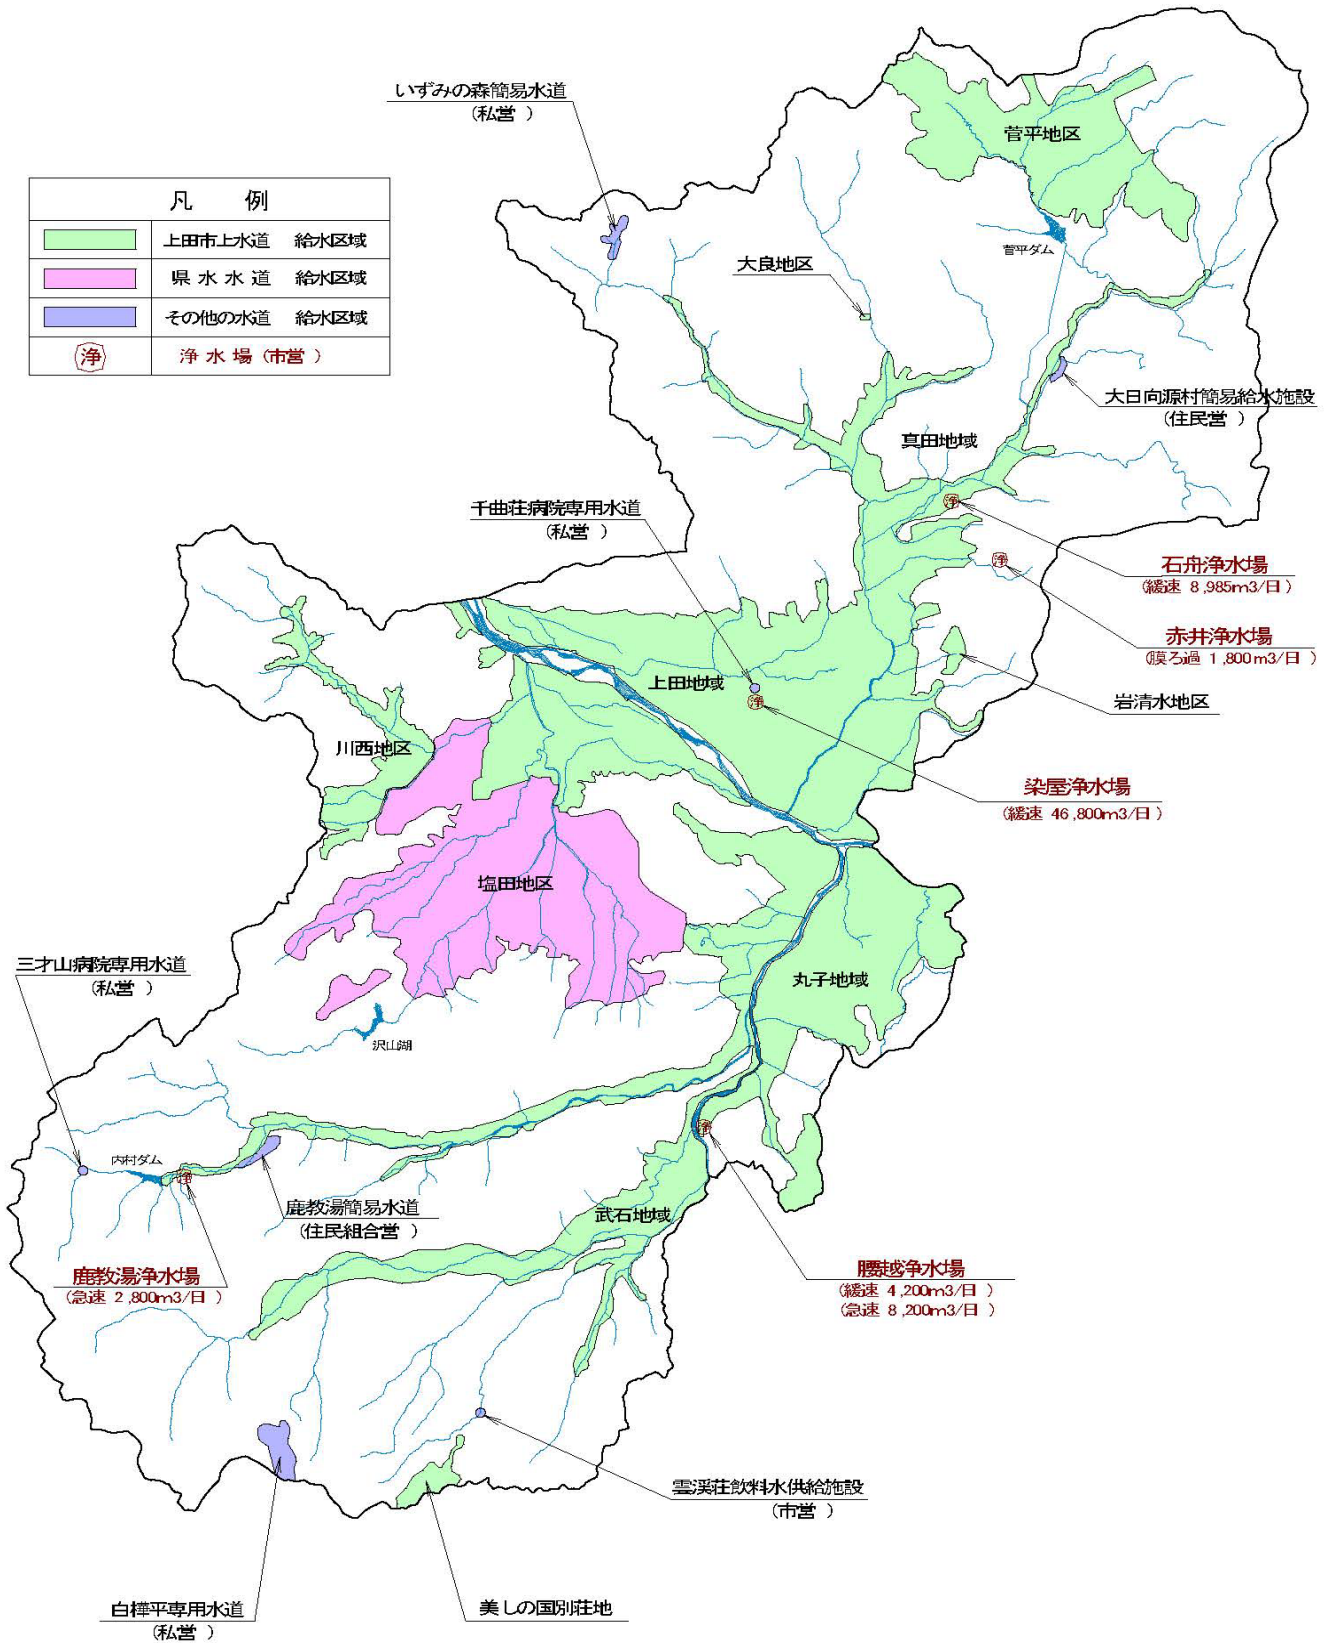 いずみの森簡易水道
(私営 )
菅平地区
凡 例
上田市上水道 給水区域
県 水 水 道 給水区域
その他の水道 給水区域
浄 浄 水 場 (市営 )
菅平ダム
大良地区
大日向源村簡易給水施設
(住民営 )
真田地域
千曲荘病院専用水道
(私営 )
浄
浄
石舟浄水場
(緩速 8,985m3/日 )
赤井浄水場
(膜ろ過 1,800m3/日 )
上田地域
浄
岩清水地区
川西地区
染屋浄水場
(緩速 46,800m3/日 )
塩田地区
三才山病院専用水道
(私営 )
丸子地域
沢山湖
浄
内村ダム
浄
鹿教湯簡易水道
(住民組合営 )
武石地域
鹿教湯浄水場
(急速 2,800m3/日 )
腰越浄水場
(緩速 4,200m3/日 )
(急速 8,200m3/日 )
雲渓荘飲料水供給施設
(市営 )
白樺平専用水道
(私営 )
美しの国別荘地